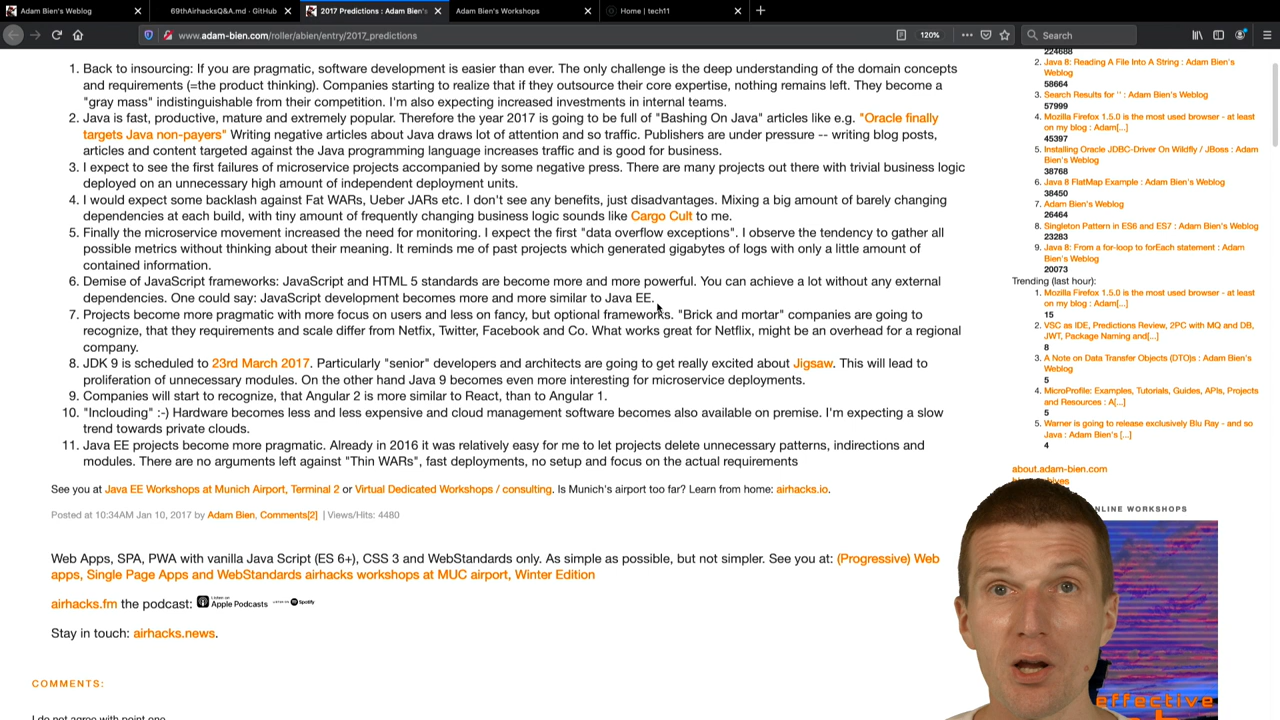 Adam Bien's Weblog
69thAirhacksQ&A.md · GitHub
2017 Predictions : Adam Bien's
Adam Bien's Workshops
Home | tech11
www.adam-bien.com/roller/abien/entry/2017_predictions
120%
Search
1. Back to insourcing: If you are pragmatic, software development is easier than ever. The only challenge is the deep understanding of the domain concepts
and requirements (=the product thinking). Companies starting to realize that if they outsource their core expertise, nothing remains left. They become a
"gray mass" indistinguishable from their competition. I'm also expecting increased investments in internal teams.
2. Java is fast, productive, mature and extremely popular. Therefore the year 2017 is going to be full of "Bashing On Java" articles like e.g. "Oracle finally
targets Java non-payers" Writing negative articles about Java draws lot of attention and so traffic. Publishers are under pressure -- writing blog posts,
articles and content targeted against the Java programming language increases traffic and is good for business.
3. I expect to see the first failures of microservice projects accompanied by some negative press. There are many projects out there with trivial business logic
deployed on an unnecessary high amount of independent deployment units.
4. I would expect some backlash against Fat WARs, Ueber JARs etc. I don't see any benefits, just disadvantages. Mixing a big amount of barely changing
dependencies at each build, with tiny amount of frequently changing business logic sounds like Cargo Cult to me.
5. Finally the microservice movement increased the need for monitoring. I expect the first "data overflow exceptions". I observe the tendency to gather all
possible metrics without thinking about their meaning. It reminds me of past projects which generated gigabytes of logs with only a little amount of
contained information.
6. Demise of JavaScript frameworks: JavaScript and HTML 5 standards are become more and more powerful. You can achieve a lot without any external
dependencies. One could say: JavaScript development becomes more and more similar to Java EE.
7. Projects become more pragmatic with more focus on users and less on fancy, but optional frameworks. "Brick and mortar" companies are going to
recognize, that they requirements and scale differ from Netfix, Twitter, Facebook and Co. What works great for Netflix, might be an overhead for a regional
company.
8. JDK 9 is scheduled to 23rd March 2017. Particularly "senior" developers and architects are going to get really excited about Jigsaw. This will lead to
proliferation of unnecessary modules. On the other hand Java 9 becomes even more interesting for microservice deployments.
9. Companies will start to recognize, that Angular 2 is more similar to React, than to Angular 1.
10. "Inclouding" :-) Hardware becomes less and less expensive and cloud management software becomes also available on premise. I'm expecting a slow
trend towards private clouds.
11. Java EE projects become more pragmatic. Already in 2016 it was relatively easy for me to let projects delete unnecessary patterns, indirections and
modules. There are no arguments left against "Thin WARs", fast deployments, no setup and focus on the actual requirements
See you at Java EE Workshops at Munich Airport, Terminal 2 or Virtual Dedicated Workshops / consulting. Is Munich's airport too far? Learn from home: airhacks.io.
Posted at 10:34AM Jan 10, 2017 by Adam Bien, Comments[2] | Views/Hits: 4480
Web Apps, SPA, PWA with vanilla Java Script (ES 6+), CSS 3 and WebStandards only. As simple as possible, but not simpler. See you at: (Progressive) Web
apps, Single Page Apps and WebStandards airhacks workshops at MUC airport, Winter Edition
airhacks.fm the podcast: Listen on Apple Podcasts Spotify
Stay in touch: airhacks.news.
COMMENTS:
I do not agree with point one
224688
2. Java 8: Reading A File Into A String : Adam Bien's
Weblog
58664
3. Search Results for '' : Adam Bien's Weblog
57999
4. Mozilla Firefox 1.5.0 is the most used browser - at least
on my blog : Adam[...]
45397
5. Installing Oracle JDBC-Driver On Wildfly / JBoss : Adam
Bien's Weblog
38768
6. Java 8 FlatMap Example : Adam Bien's Weblog
38450
7. Adam Bien's Weblog
26464
8. Singleton Pattern in ES6 and ES7 : Adam Bien's Weblog
23283
9. Java 8: From a for-loop to forEach statement : Adam
Bien's Weblog
20073
Trending (last hour):
1. Mozilla Firefox 1.5.0 is the most used browser - at least
on my blog : Adam[...]
15
2. VSC as IDE, Predictions Review, 2PC with MQ and DB,
JWT, Package Naming and[...]
8
3. A Note on Data Transfer Objects (DTO)s : Adam Bien's
Weblog
5
4. MicroProfile: Examples, Tutorials, Guides, APIs, Projects
and Resources : A[...]
5
5. Warner is going to release exclusively Blu Ray - and so
Java : Adam Bien's [...]
4
about.adam-bien.com
ONLINE WORKSHOPS
effective